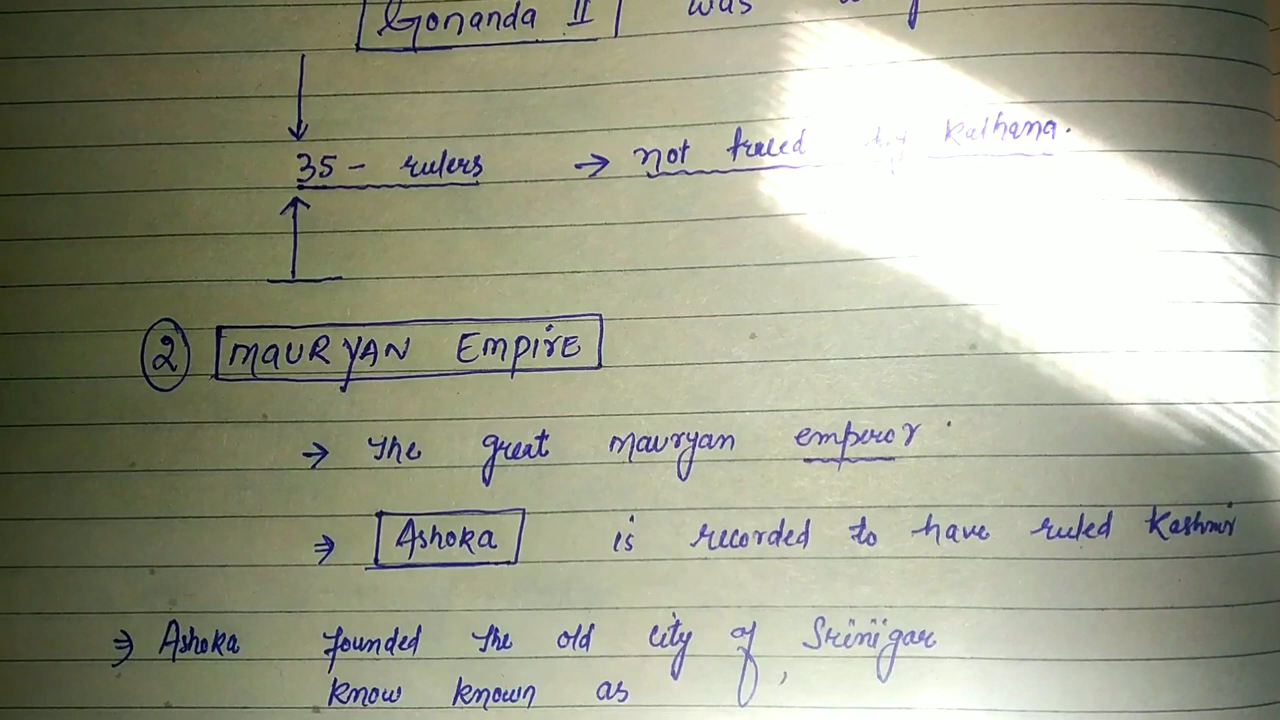 Gonanda II was
35 - rulers → not traced by Kalhana.
② MAURYAN EMPIRE
→ The great mauryan emperor
⇒ Ashoka is recorded to have ruled Kashmir
⇒ Ashoka founded the old city of Srinigar
know known as ,